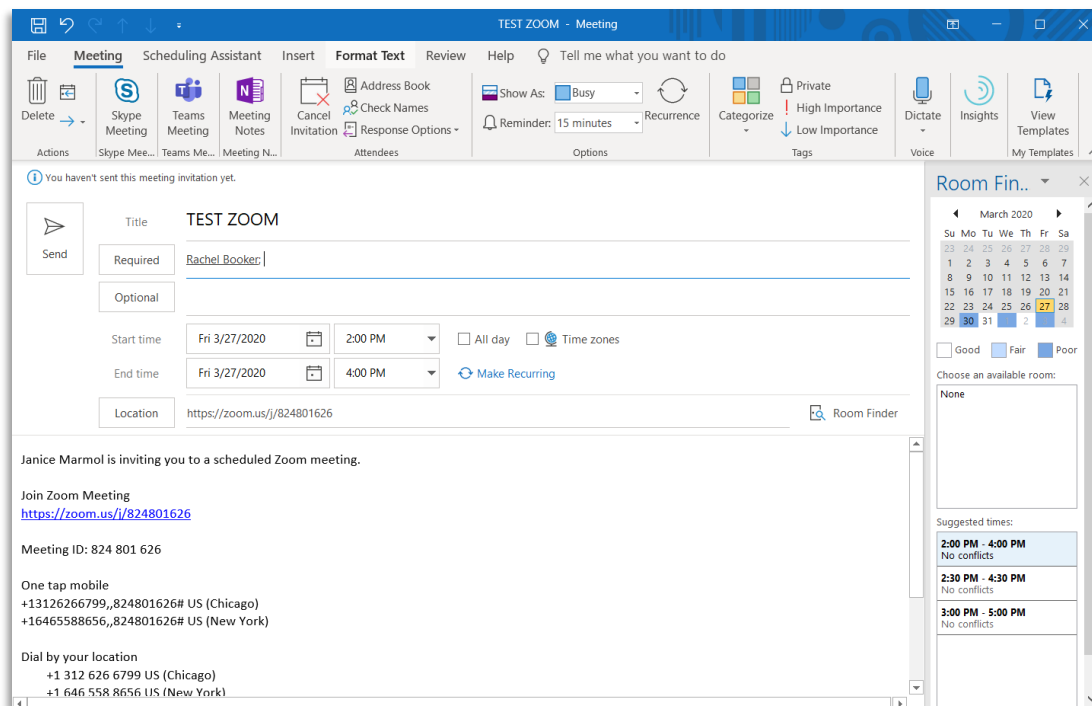 TEST ZOOM - Meeting
File Meeting Scheduling Assistant Insert Format Text Review Help Tell me what you want to do
Delete
Skype Meeting
Teams Meeting
Meeting Notes
Cancel Invitation
Address Book
Check Names
Response Options
Show As: Busy
Reminder: 15 minutes
Recurrence
Categorize
Private
High Importance
Low Importance
Dictate
Insights
View Templates
Actions Skype Mee... Teams Me... Meeting N... Attendees Options Tags Voice My Templates
You haven't sent this meeting invitation yet.
Send
Title TEST ZOOM
Required Rachel Booker;
Optional
Start time Fri 3/27/2020 2:00 PM All day Time zones
End time Fri 3/27/2020 4:00 PM Make Recurring
Location https://zoom.us/j/824801626 Room Finder
Janice Marmol is inviting you to a scheduled Zoom meeting.
Join Zoom Meeting
https://zoom.us/j/824801626
Meeting ID: 824 801 626
One tap mobile
+13126266799,,824801626# US (Chicago)
+16465588656,,824801626# US (New York)
Dial by your location
+1 312 626 6799 US (Chicago)
+1 646 558 8656 US (New York)
Room Fin..
March 2020
Su Mo Tu We Th Fr Sa
23 24 25 26 27 28 29
1 2 3 4 5 6 7
8 9 10 11 12 13 14
15 16 17 18 19 20 21
22 23 24 25 26 27 28
29 30 31 2 4
Good Fair Poor
Choose an available room:
None
Suggested times:
2:00 PM - 4:00 PM
No conflicts
2:30 PM - 4:30 PM
No conflicts
3:00 PM - 5:00 PM
No conflicts